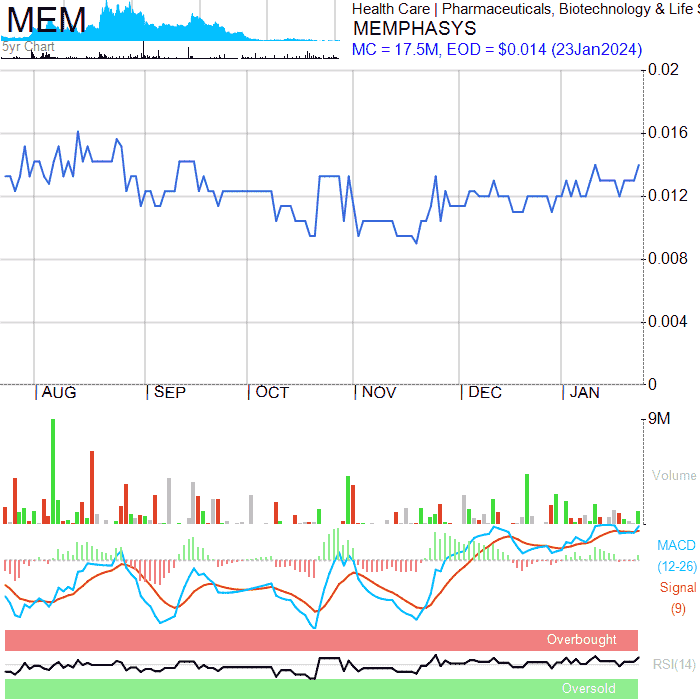 MEM
5yr Chart
Health Care | Pharmaceuticals, Biotechnology & Life S
MEMPHASYS
MC = 17.5M, EOD = $0.014 (23Jan2024)
0.02
0.016
0.012
0.008
0.004
0
AUG SEP OCT NOV DEC JAN
9M
Volume
MACD
(12-26)
Signal
(9)
Overbought
RSI(14)
Oversold